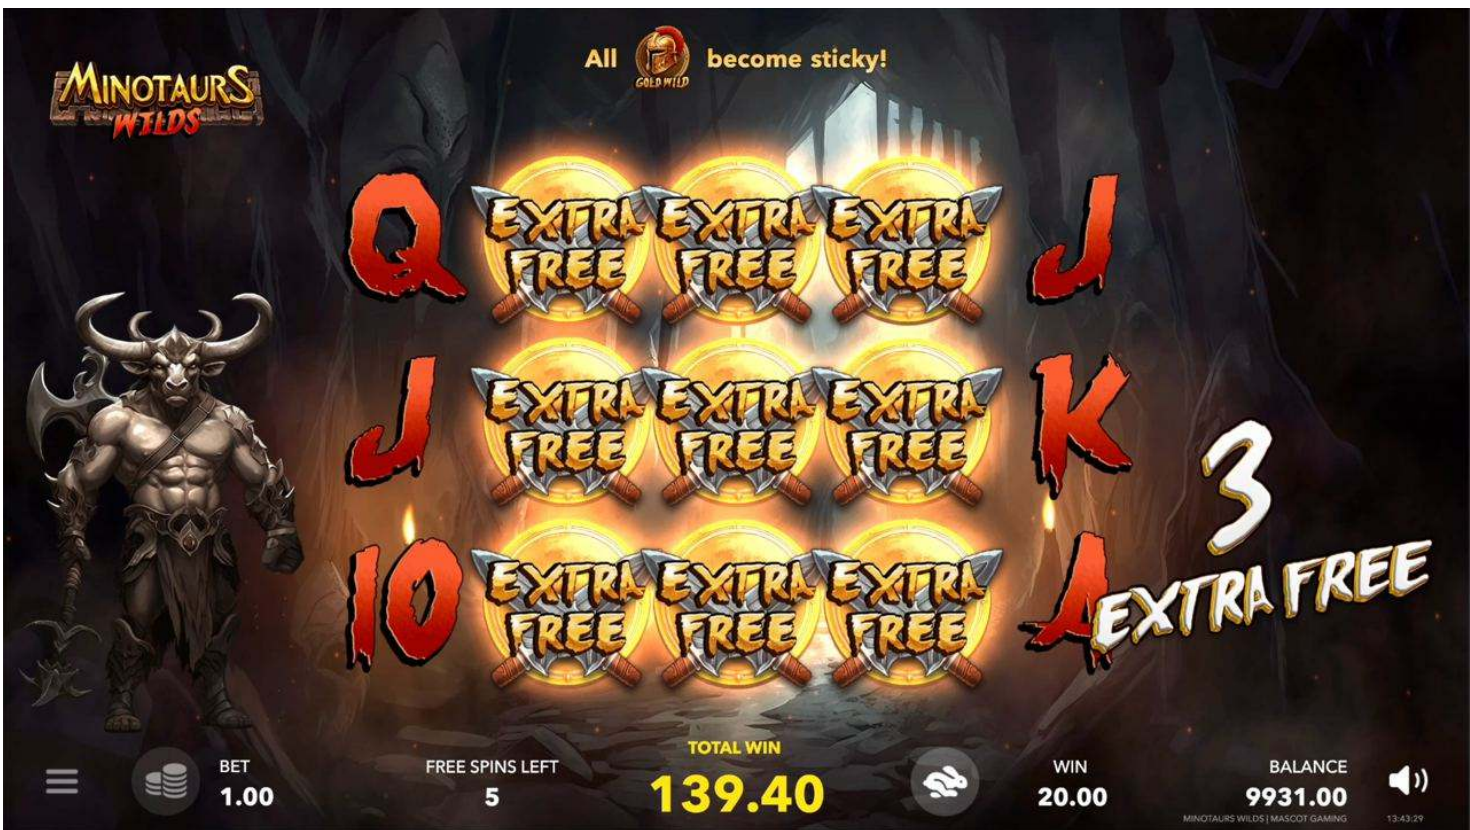 All GOLD WILD become sticky!
MINOTAURS
WILDS
Q EXTRA FREE EXTRA FREE EXTRA FREE J
J EXTRA FREE EXTRA FREE EXTRA FREE K
10 EXTRA FREE EXTRA FREE EXTRA FREE A
3
EXTRA FREE
BET
1.00
FREE SPINS LEFT
5
TOTAL WIN
139.40
WIN
20.00
BALANCE
9931.00
MINOTAURS WILDS | MASCOT GAMING
13:43:29